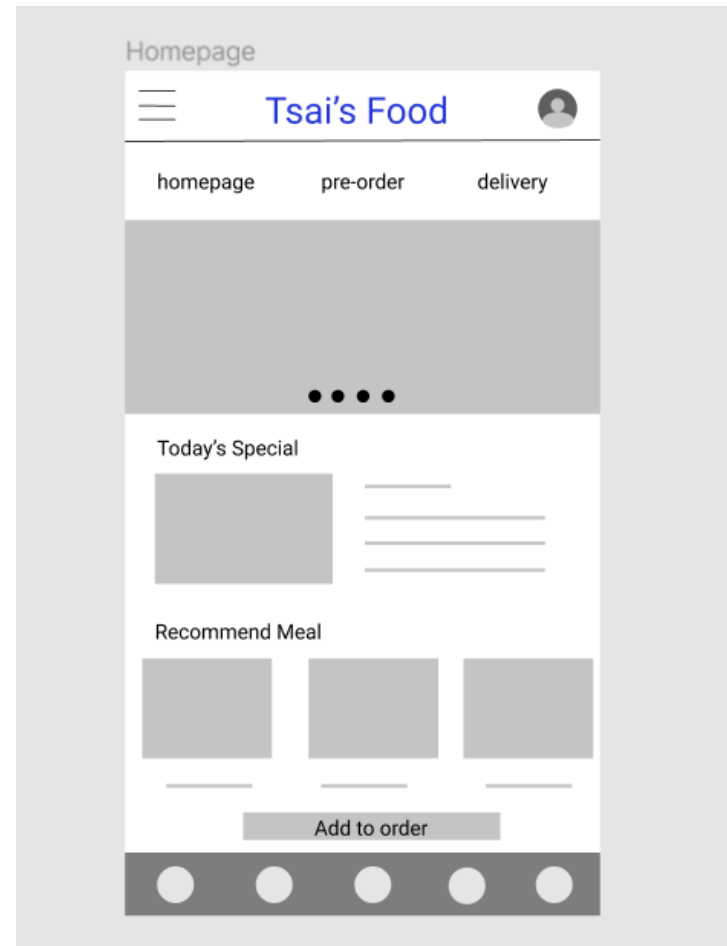 Homepage
Tsai’s Food
homepage pre-order delivery
Today’s Special
Recommend Meal
Add to order